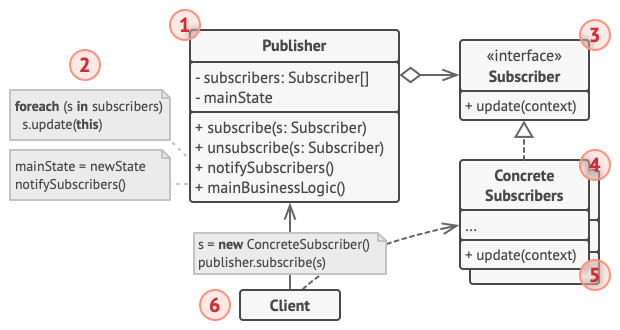 1
Publisher
- subscribers: Subscriber[]
- mainState
+ subscribe(s: Subscriber)
+ unsubscribe(s: Subscriber)
+ notifySubscribers()
+ mainBusinessLogic()
2
foreach (s in subscribers)
s.update(this)
mainState = newState
notifySubscribers()
3
«interface»
Subscriber
+ update(context)
4
Concrete
Subscribers
...
+ update(context)
5
s = new ConcreteSubscriber()
publisher.subscribe(s)
6
Client